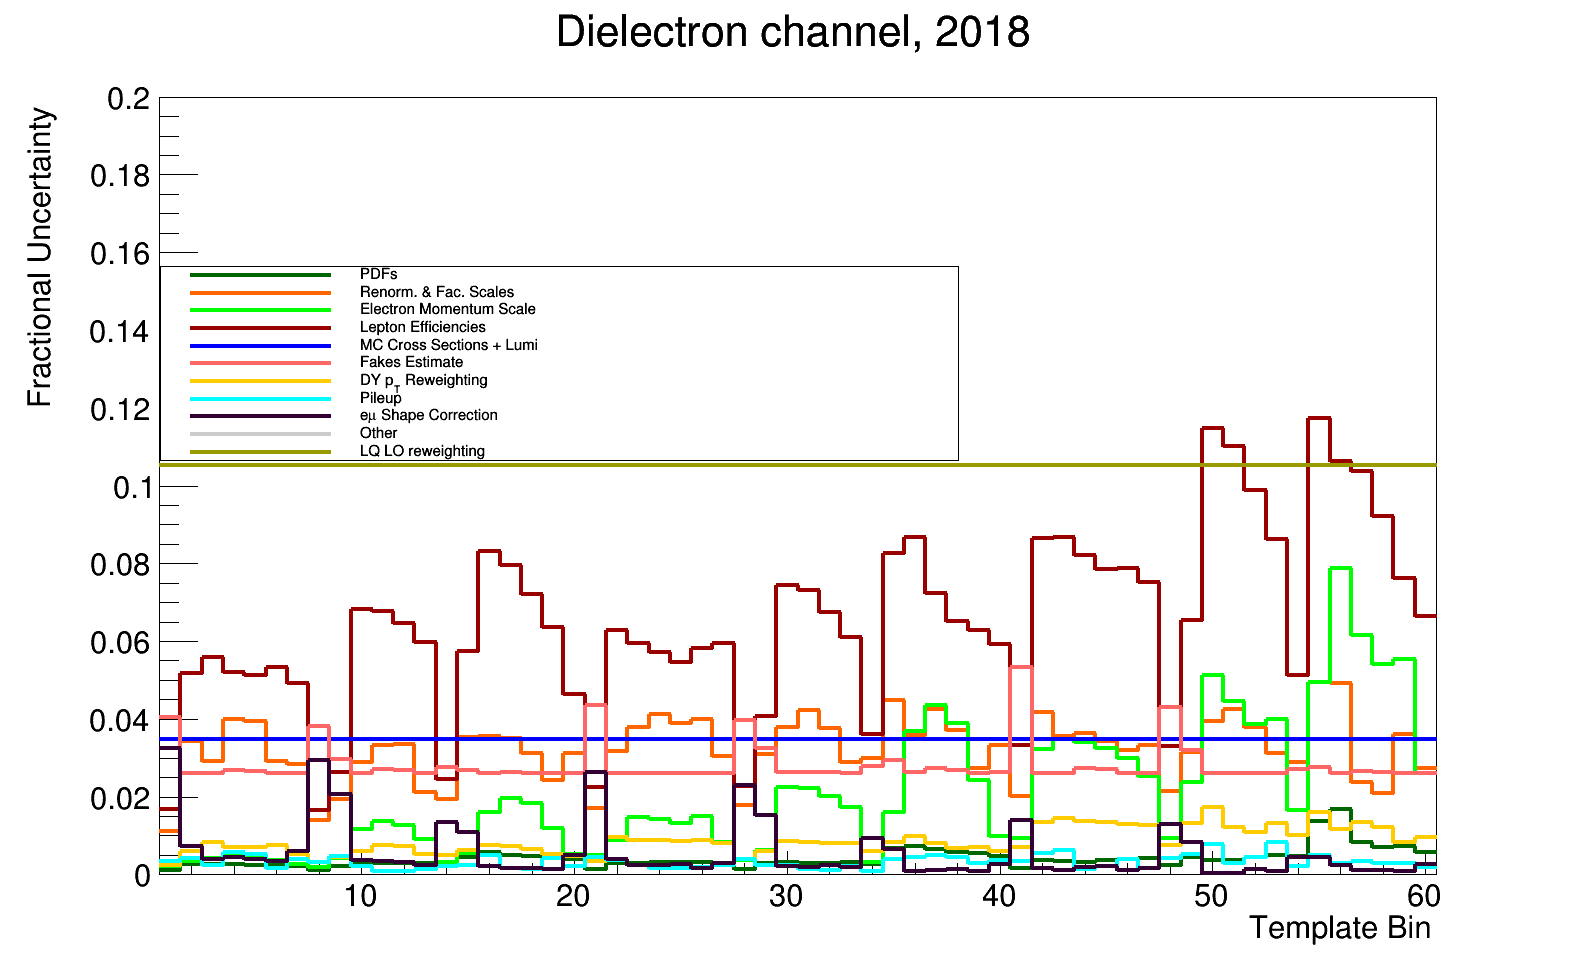 Dielectron channel, 2018
Fractional Uncertainty
0.2
0.18
0.16
0.14
0.12
0.1
0.08
0.06
0.04
0.02
0
PDFs
Renorm. & Fac. Scales
Electron Momentum Scale
Lepton Efficiencies
MC Cross Sections + Lumi
Fakes Estimate
DY pT Reweighting
Pileup
eμ Shape Correction
Other
LQ LO reweighting
10 20 30 40 50 60
Template Bin